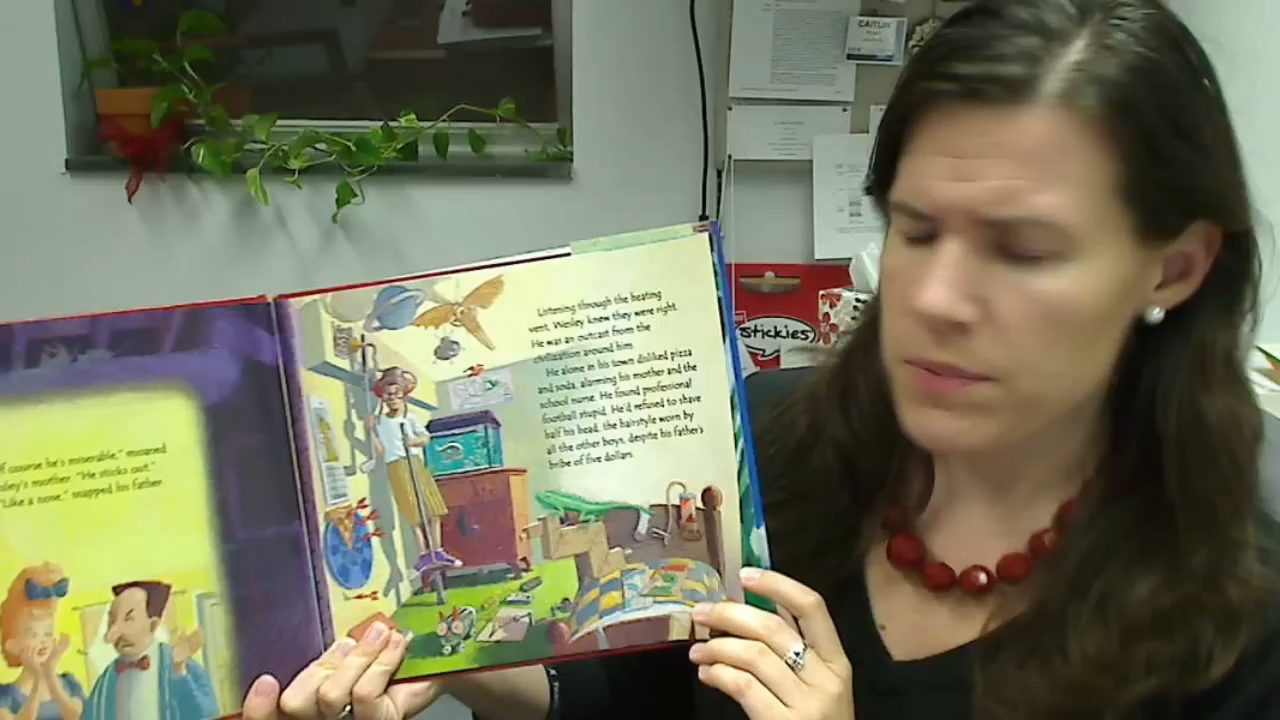 CAITLIN
stickies)
f course he's miserable," moaned
sley's mother. "He sticks out."
"Like a nose," snapped his father.
Listening through the heating
vent, Wesley knew they were right.
He was an outcast from the
civilization around him.
He alone in his town disliked pizza
and soda, alarming his mother and the
school nurse. He found professional
football stupid. He'd refused to shave
half his head, the hairstyle worn by
all the other boys, despite his father's
bribe of five dollars.